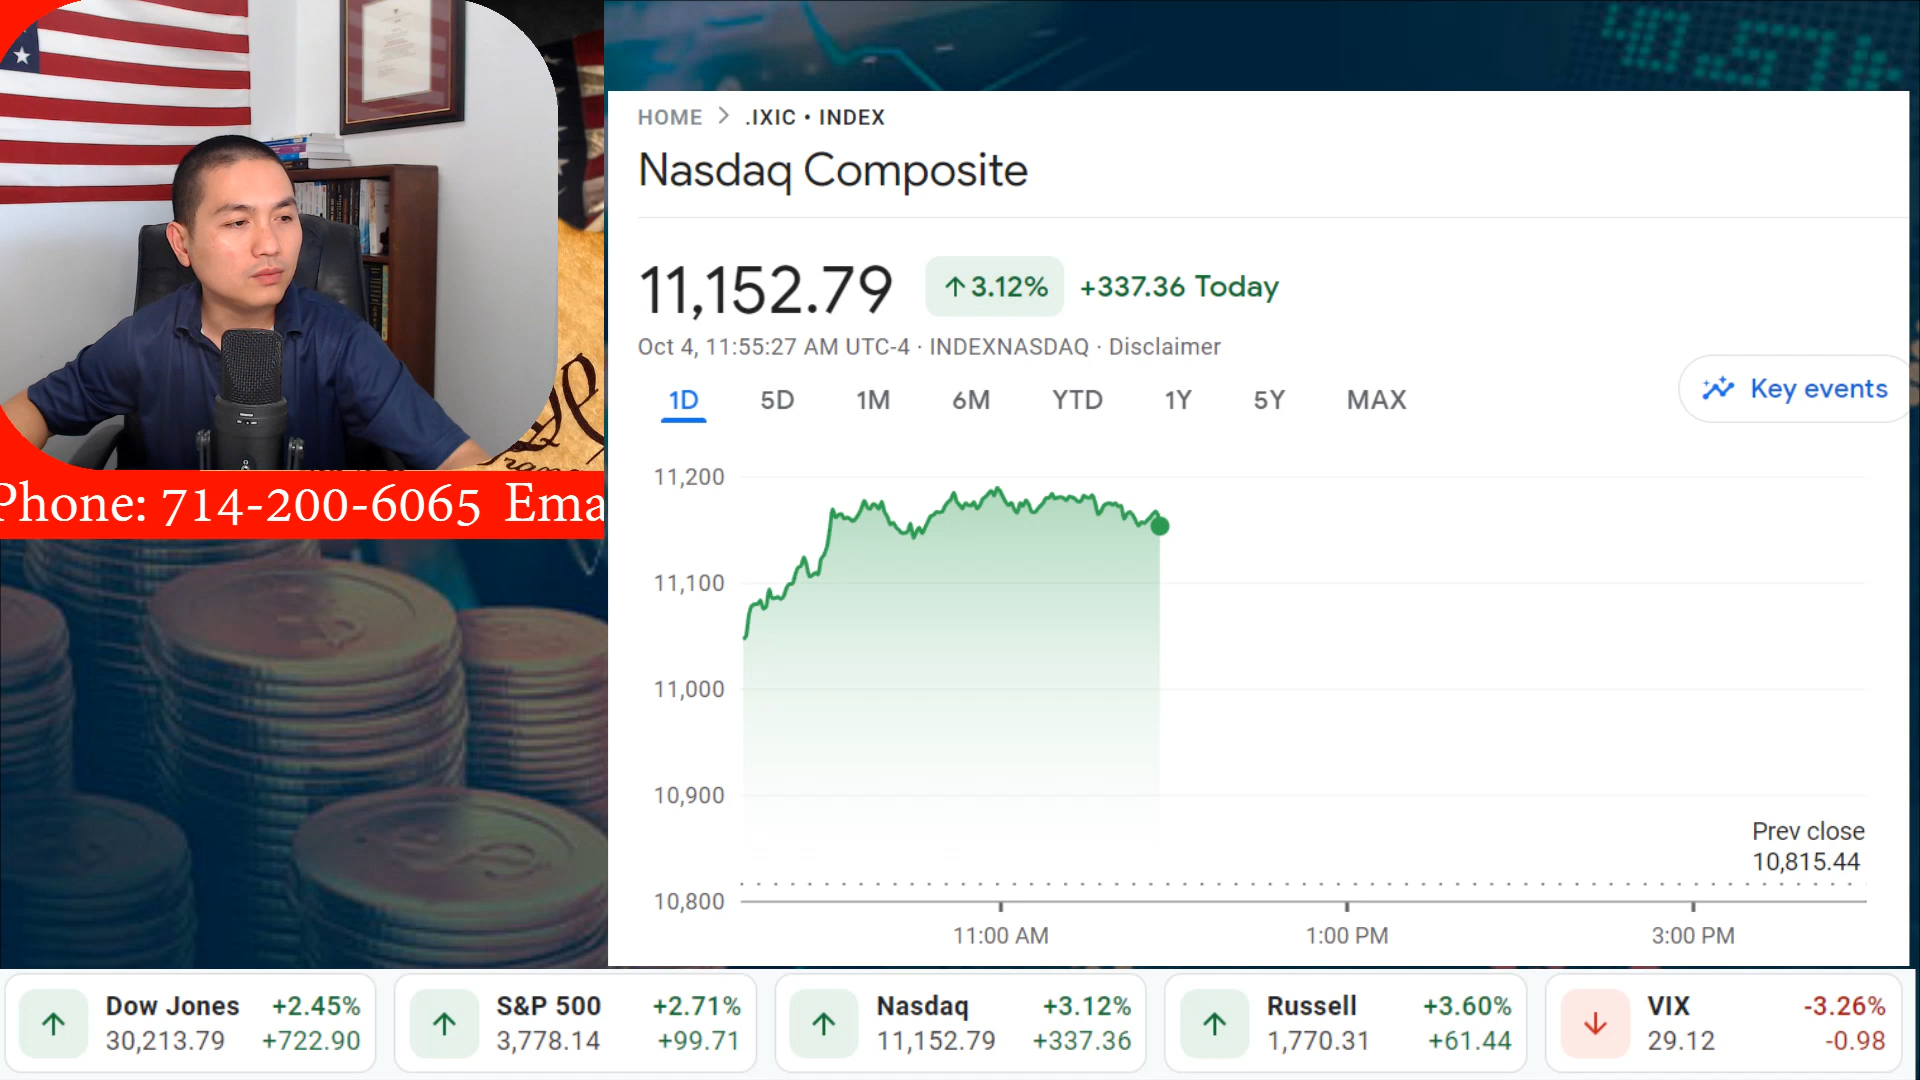 Phone: 714-200-6065 Ema
HOME > .IXIC • INDEX
Nasdaq Composite
11,152.79
↑ 3.12%
+337.36 Today
Oct 4, 11:55:27 AM UTC-4 · INDEXNASDAQ · Disclaimer
1D 5D 1M 6M YTD 1Y 5Y MAX
Key events
11,200
11,100
11,000
10,900
10,800
Prev close
10,815.44
11:00 AM 1:00 PM 3:00 PM
Dow Jones +2.45%
30,213.79 +722.90
S&P 500 +2.71%
3,778.14 +99.71
Nasdaq +3.12%
11,152.79 +337.36
Russell +3.60%
1,770.31 +61.44
VIX -3.26%
29.12 -0.98